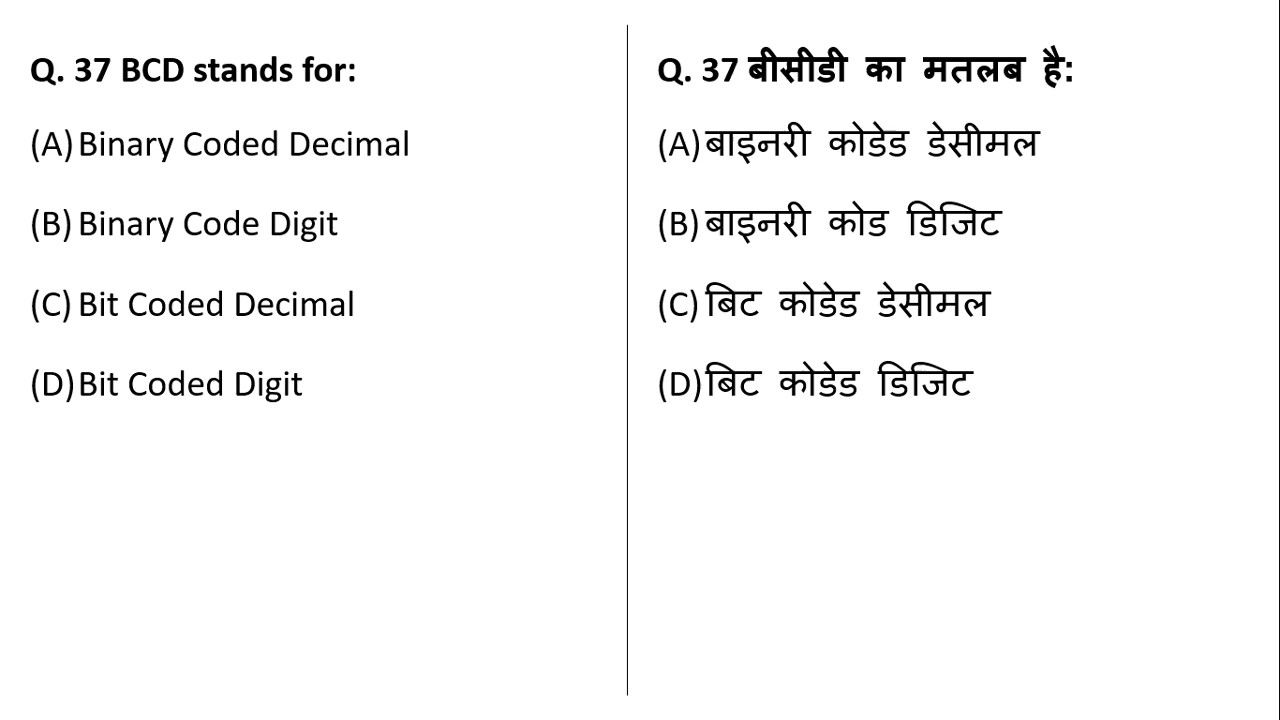 Q. 37 BCD stands for:
(A) Binary Coded Decimal
(B) Binary Code Digit
(C) Bit Coded Decimal
(D) Bit Coded Digit
Q. 37 बीसीडी का मतलब है:
(A) बाइनरी कोडेड डेसीमल
(B) बाइनरी कोड डिजिट
(C) बिट कोडेड डेसीमल
(D) बिट कोडेड डिजिट